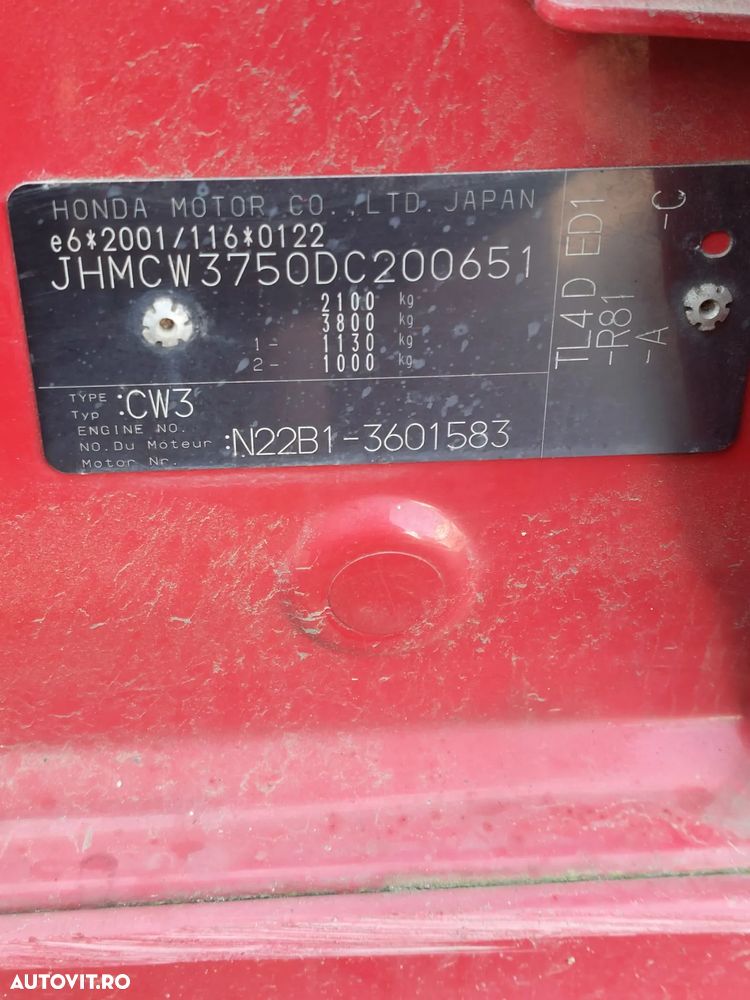 HONDA MOTOR CO.,LTD.JAPAN
e6*2001/116*0122
JHMCW3750DC200651
2100 kg
3800 kg
1- 1130 kg
2- 1000 kg
TYPE
Typ :CW3
ENGINE NO.
NO.Du Moteur :N22B1-3601583
Motor Nr.
TL4D ED1
-R81
-A -C
AUTOVIT.RO